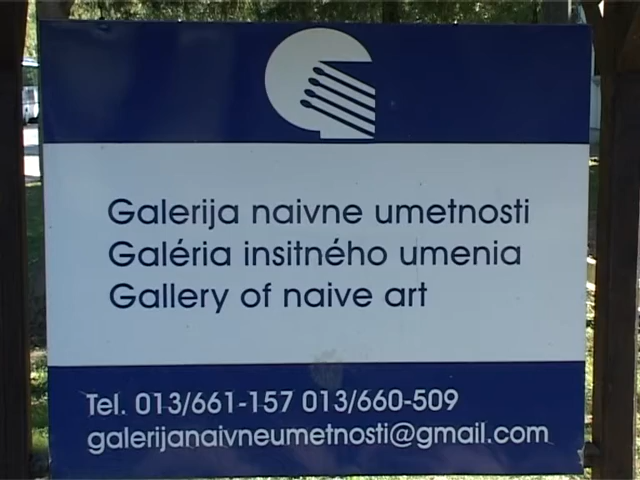 Galerija naivne umetnosti
Galéria insitného umenia
Gallery of naive art
Tel. 013/661-157 013/660-509
galerijanaivneumetnosti@gmail.com